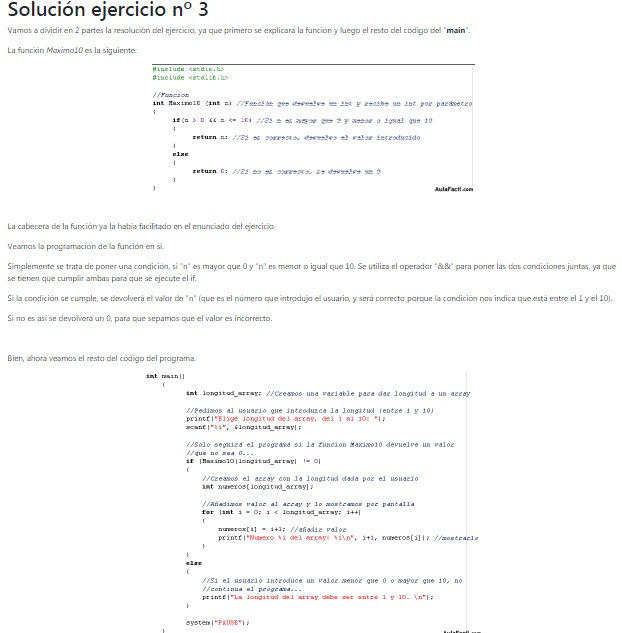 Solución ejercicio nº 3
Vamos a dividir en 2 partes la resolución del ejercicio, ya que primero se explicará la función y luego el resto del código del "main".
La función Maximo10 es la siguiente:
#include <stdio.h>
#include <stdlib.h>
//Funcion
int Maximo10 (int n) //Funcion que devuelve un int y recibe un int por parámetro
{
if(n > 0 && n <= 10) //Si n es mayor que 0 y menor o igual que 10
{
return n; //Si es correcto, devuelve el valor introducido
}
else
{
return 0; //Si no es correcto, se devuelve un 0
}
}
AulaFacil.com
La cabecera de la función ya la había facilitado en el enunciado del ejercicio.
Veamos la programación de la función en sí.
Simplemente se trata de poner una condición, si "n" es mayor que 0 y "n" es menor o igual que 10. Se utiliza el operador "&&" para poner las dos condiciones juntas, ya que
se tienen que cumplir ambas para que se ejecute el if.
Si la condición se cumple, se devolverá el valor de "n" (que es el número que introdujo el usuario, y será correcto porque la condición nos indica que está entre el 1 y el 10).
Si no es así se devolverá un 0, para que sepamos que el valor es incorrecto.
Bien, ahora veamos el resto del código del programa.
int main()
{
int longitud_array; //Creamos una variable para dar longitud a un array
//Pedimos al usuario que introduzca la longitud (entre 1 y 10)
printf("Elige longitud del array, del 1 al 10: ");
scanf("%i", &longitud_array);
//Solo seguirá el programa si la funcion Maximo10 devuelve un valor
//que no sea 0...
if (Maximo10(longitud_array) != 0)
{
//Creamos el array con la longitud dada por el usuario
int numeros[longitud_array];
//Añadimos valor al array y lo mostramos por pantalla
for (int i = 0; i < longitud_array; i++)
{
numeros[i] = i+1; //añadir valor
printf("Numero %i del array: %i\n", i+1, numeros[i]); //mostrarlo
}
}
else
{
//Si el usuario introduce un valor menor que 0 o mayor que 10, no
//continua el programa...
printf("La longitud del array debe ser entre 1 y 10. \n");
}
system("PAUSE");
}
AulaFacil.com